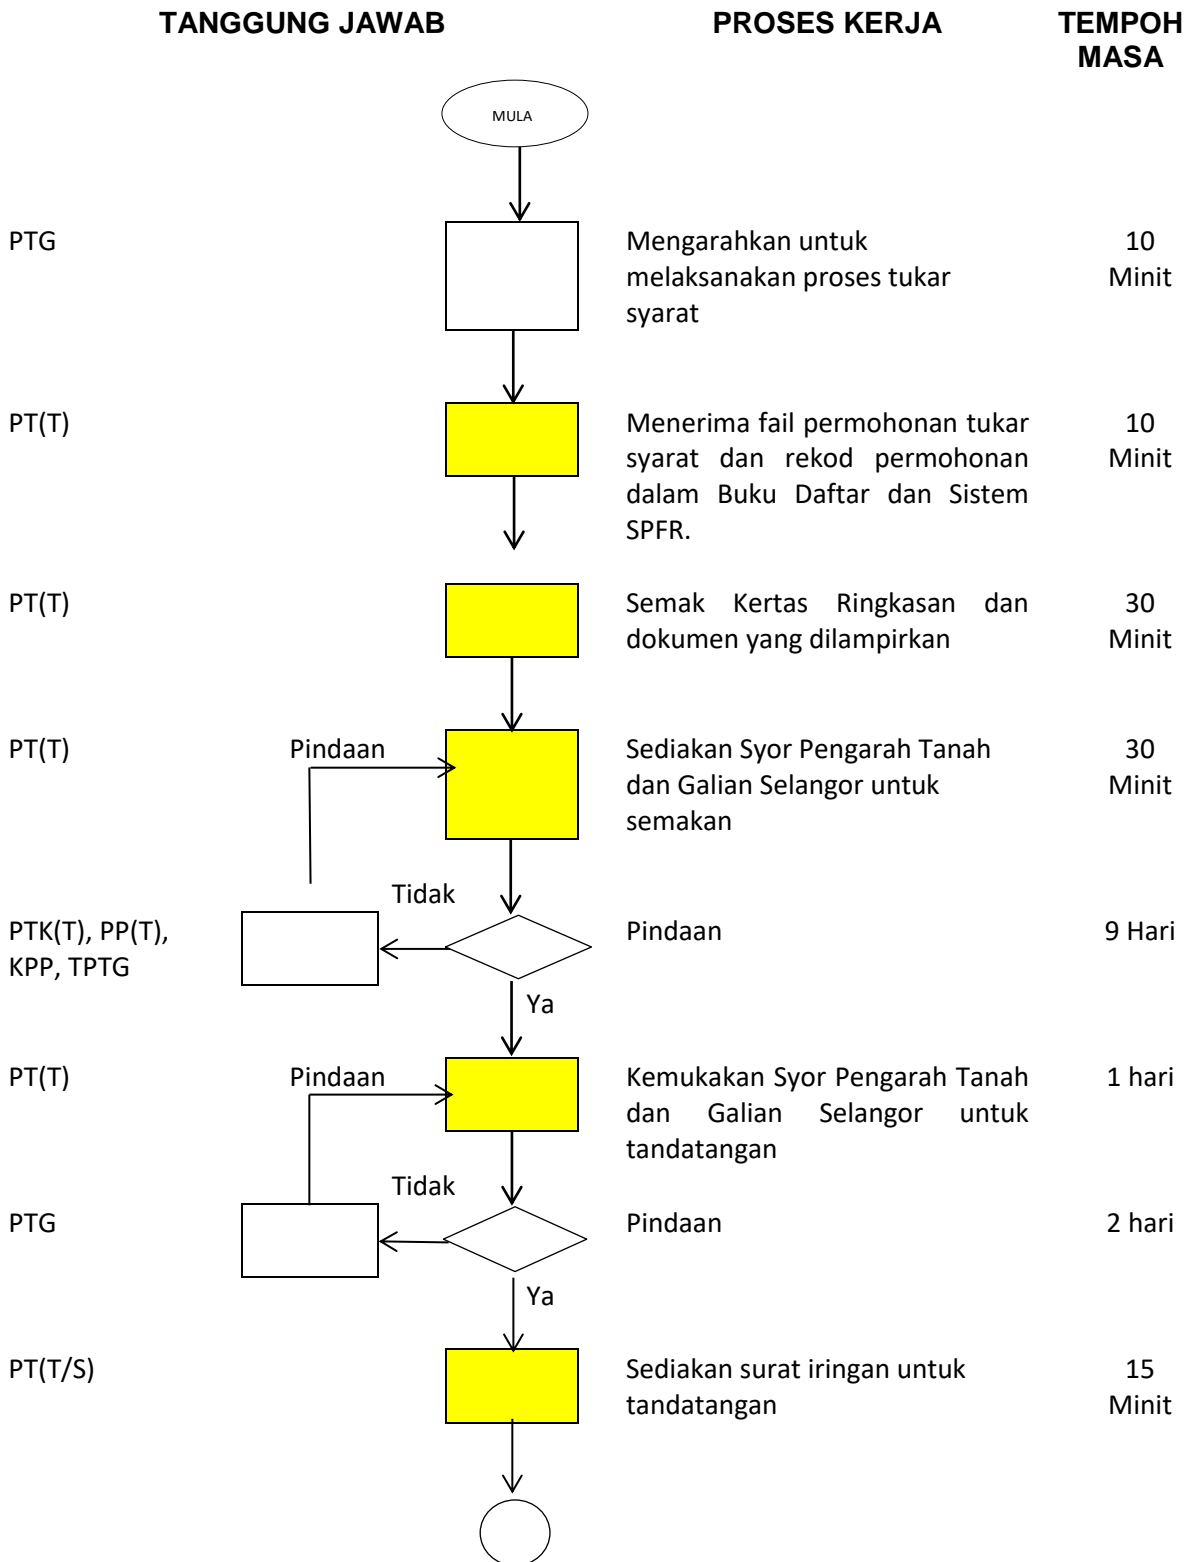 TANGGUNG JAWAB PROSES KERJA TEMPOH
MASA
MULA
PTG Mengarahkan untuk 10
melaksanakan proses tukar Minit
syarat
PT(T) Menerima fail permohonan tukar 10
syarat dan rekod permohonan Minit
dalam Buku Daftar dan Sistem
SPFR.
PT(T) Semak Kertas Ringkasan dan 30
dokumen yang dilampirkan Minit
PT(T) Pindaan Sediakan Syor Pengarah Tanah 30
dan Galian Selangor untuk Minit
semakan
Tidak
PTK(T), PP(T), Pindaan 9 Hari
KPP, TPTG
Ya
PT(T) Pindaan Kemukakan Syor Pengarah Tanah 1 hari
dan Galian Selangor untuk
tandatangan
Tidak
PTG Pindaan 2 hari
Ya
PT(T/S) Sediakan surat iringan untuk 15
tandatangan Minit